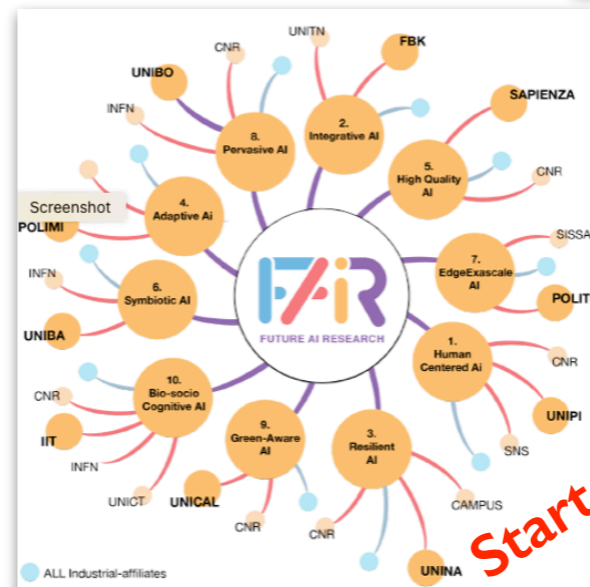 UNITN
FBK
CNR
UNIBO
SAPIENZA
INFN
8.
Pervasive AI
2.
Integrative AI
5.
High Quality
AI
CNR
Screenshot
4.
Adaptive Ai
POLIMI
SISSA
7.
EdgeExascale
AI
FAIR
FUTURE AI RESEARCH
INFN
6.
Symbiotic AI
POLIT
UNIBA
1.
Human
Centered Ai
CNR
10.
Bio-socio
Cognitive AI
CNR
UNIPI
IIT
9.
Green-Aware
AI
3.
Resilient
AI
SNS
INFN
UNICT
UNICAL
CAMPUS
CNR
CNR
UNINA
Start
ALL Industrial-affiliates